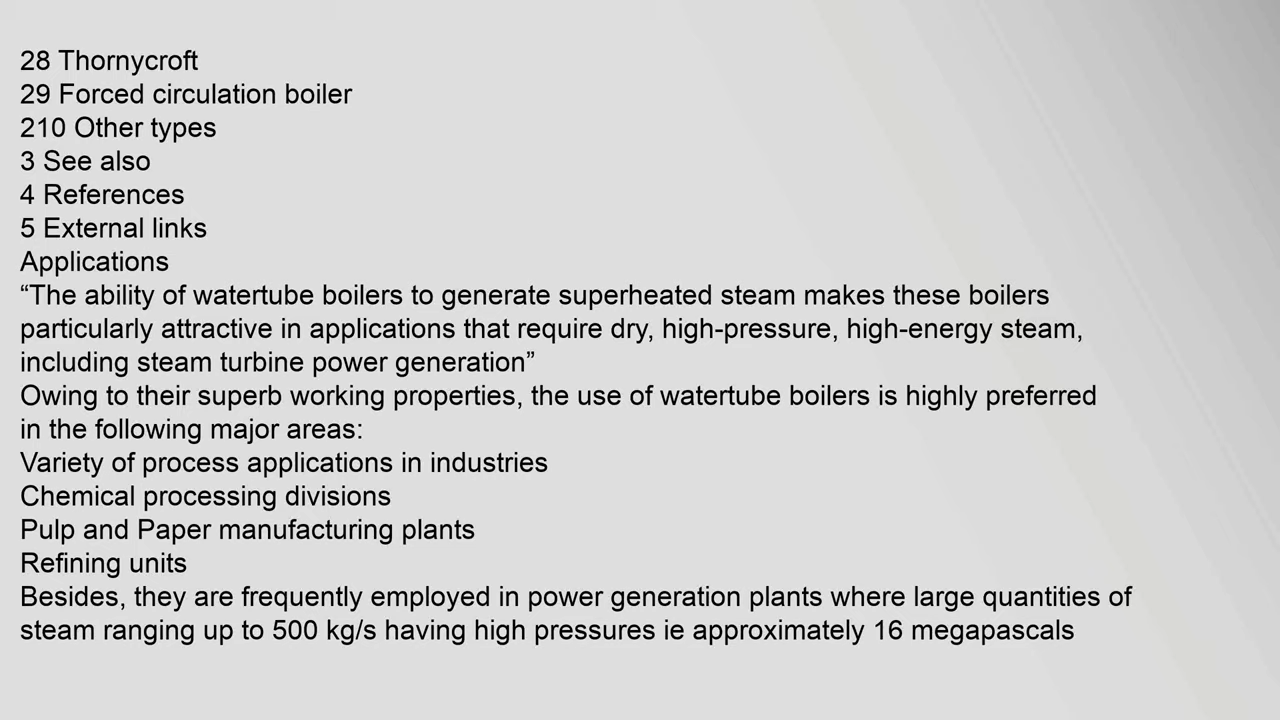 28 Thornycroft
29 Forced circulation boiler
210 Other types
3 See also
4 References
5 External links
Applications
“The ability of watertube boilers to generate superheated steam makes these boilers
particularly attractive in applications that require dry, high-pressure, high-energy steam,
including steam turbine power generation”
Owing to their superb working properties, the use of watertube boilers is highly preferred
in the following major areas:
Variety of process applications in industries
Chemical processing divisions
Pulp and Paper manufacturing plants
Refining units
Besides, they are frequently employed in power generation plants where large quantities of
steam ranging up to 500 kg/s having high pressures ie approximately 16 megapascals